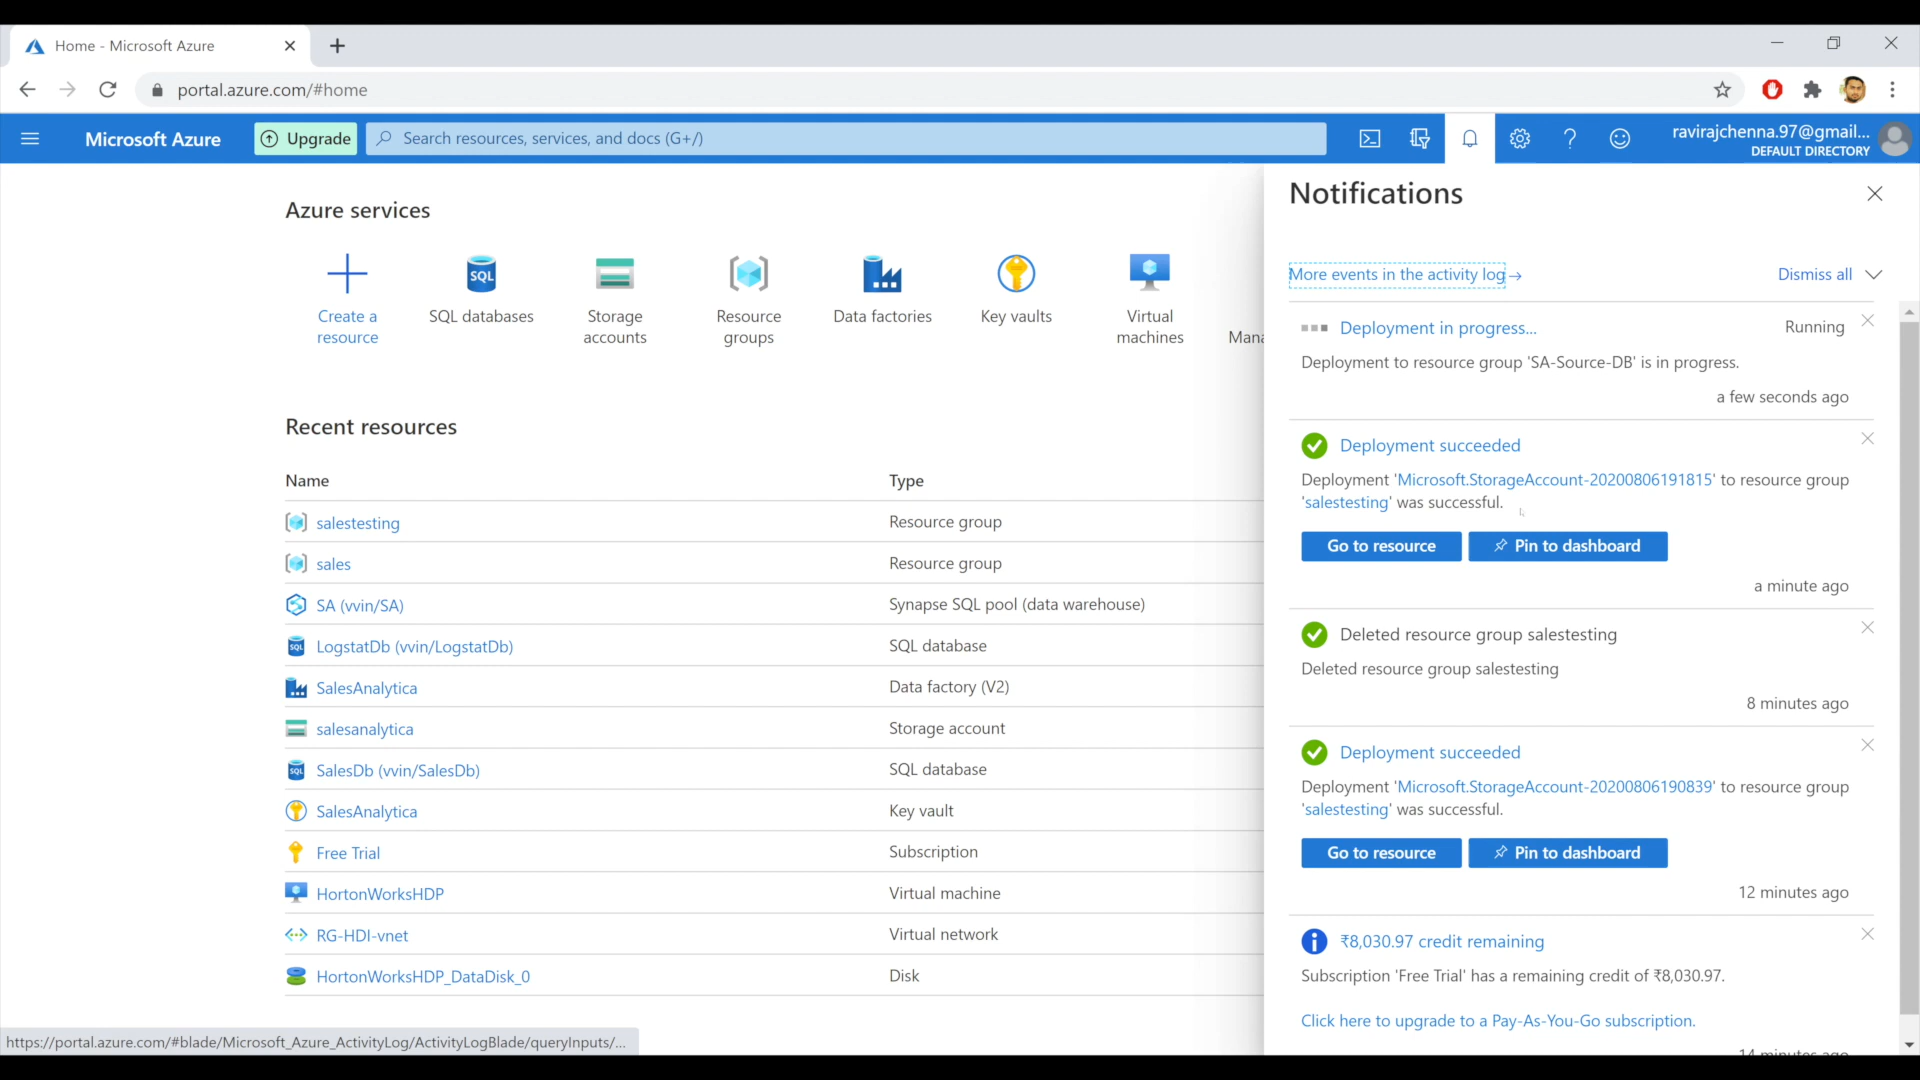 Home - Microsoft Azure
portal.azure.com/#home
Microsoft Azure
Upgrade
Search resources, services, and docs (G+/)
ravirajchenna.97@gmail...
DEFAULT DIRECTORY
Azure services
Create a resource
SQL
SQL databases
Storage accounts
Resource groups
Data factories
Key vaults
Virtual machines
Mana
Recent resources
Name
Type
salestesting
Resource group
sales
Resource group
SA (vvin/SA)
Synapse SQL pool (data warehouse)
SQL
LogstatDb (vvin/LogstatDb)
SQL database
SalesAnalytica
Data factory (V2)
salesanalytica
Storage account
SQL
SalesDb (vvin/SalesDb)
SQL database
SalesAnalytica
Key vault
Free Trial
Subscription
HortonWorksHDP
Virtual machine
RG-HDI-vnet
Virtual network
HortonWorksHDP_DataDisk_0
Disk
Notifications
More events in the activity log →
Dismiss all
Deployment in progress...
Running
Deployment to resource group 'SA-Source-DB' is in progress.
a few seconds ago
Deployment succeeded
Deployment 'Microsoft.StorageAccount-20200806191815' to resource group
'salestesting' was successful.
Go to resource
Pin to dashboard
a minute ago
Deleted resource group salestesting
Deleted resource group salestesting
8 minutes ago
Deployment succeeded
Deployment 'Microsoft.StorageAccount-20200806190839' to resource group
'salestesting' was successful.
Go to resource
Pin to dashboard
12 minutes ago
₹8,030.97 credit remaining
Subscription 'Free Trial' has a remaining credit of ₹8,030.97.
Click here to upgrade to a Pay-As-You-Go subscription.
14 minutes ago
https://portal.azure.com/#blade/Microsoft_Azure_ActivityLog/ActivityLogBlade/queryInputs/...